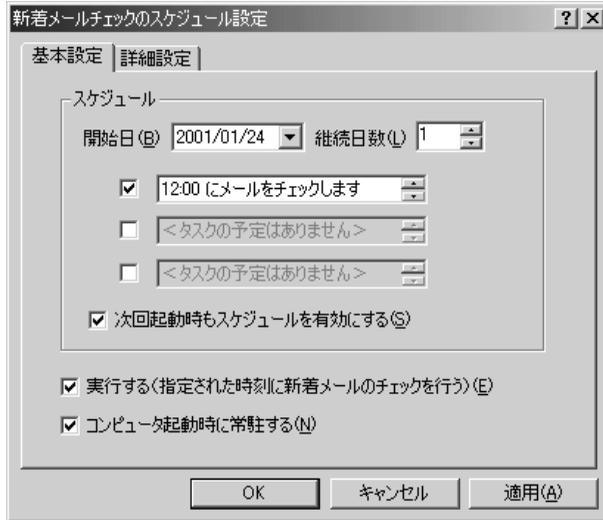 新着メールチェックのスケジュール設定
基本設定 詳細設定
スケジュール
開始日(B) 2001/01/24 継続日数(L) 1
12:00 にメールをチェックします
＜タスクの予定はありません＞
＜タスクの予定はありません＞
次回起動時もスケジュールを有効にする(S)
実行する(指定された時刻に新着メールのチェックを行う)(E)
コンピュータ起動時に常駐する(N)
OK キャンセル 適用(A)